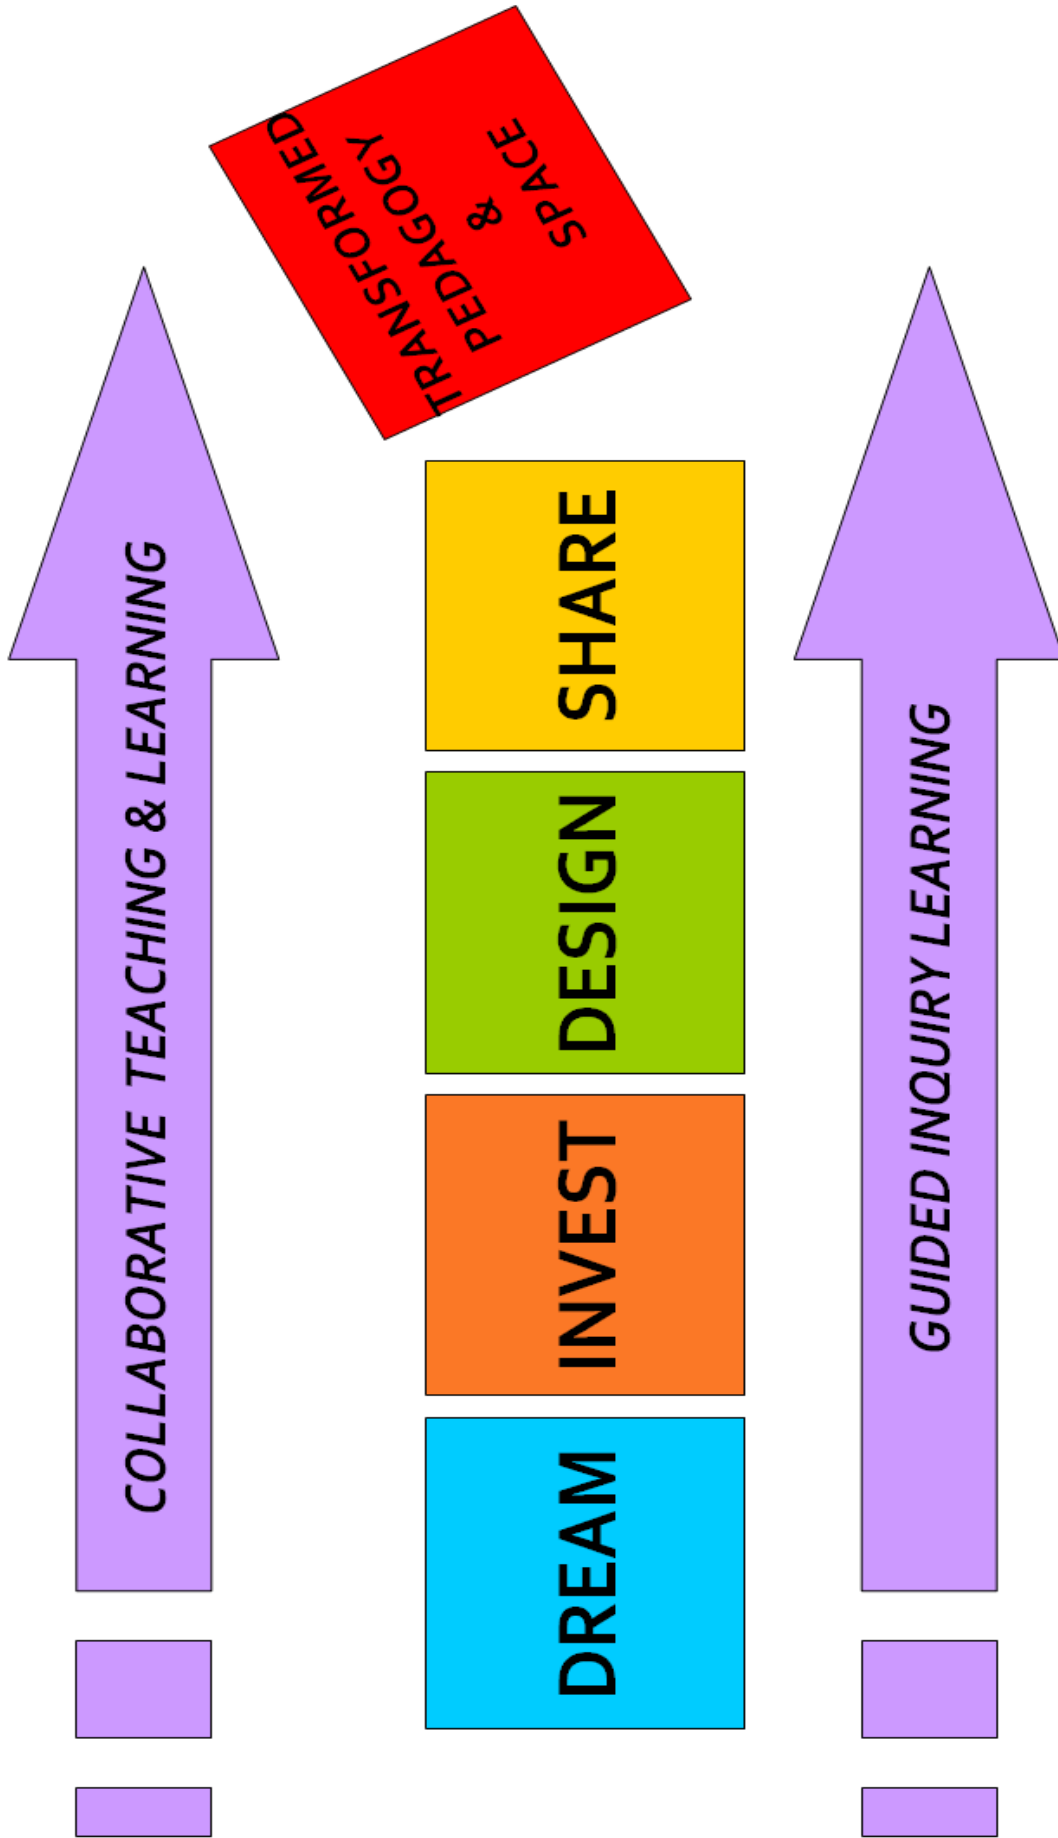 COLLABORATIVE TEACHING & LEARNING
DREAM
INVEST
DESIGN
SHARE
TRANSFORMED
PEDAGOGY
&
SPACE
GUIDED INQUIRY LEARNING